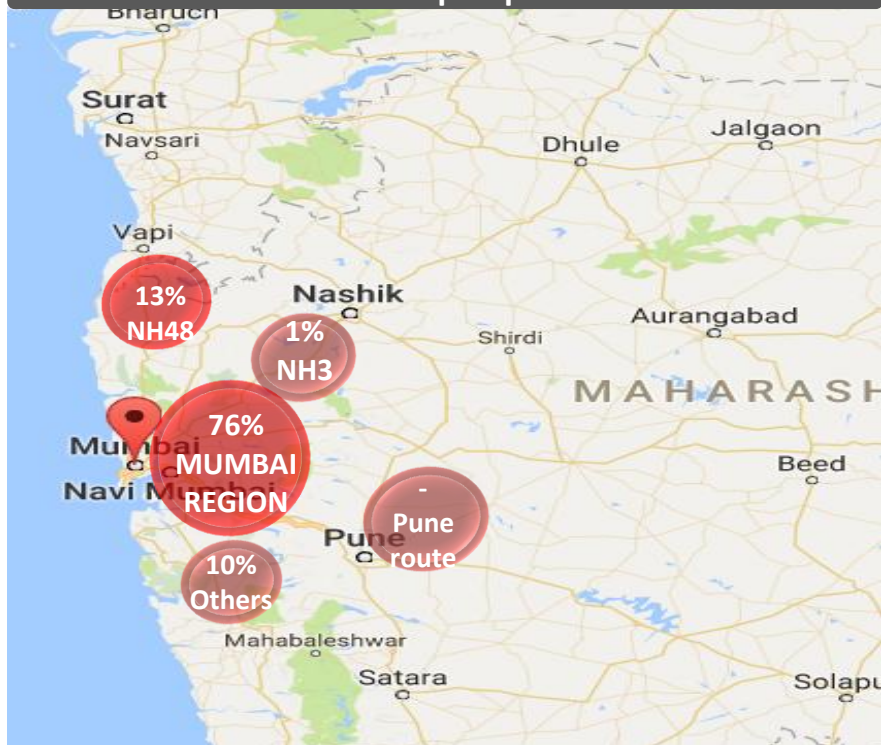 Bharuch
Surat
Navsari
Dhule
Jalgaon
Vapi
13%
NH48
Nashik
Aurangabad
1%
NH3
Shirdi
MAHARASH
76%
MUMBAI
REGION
Mumbai
Navi Mumbai
Beed
-
Pune
route
Pune
10%
Others
Mahabaleshwar
Satara
Solapu